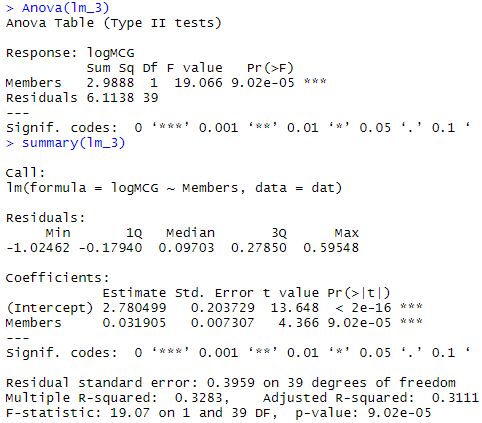 > Anova(lm_3)
Anova Table (Type II tests)
Response: logMCG
Sum Sq Df F value Pr(>F)
Members 2.9888 1 19.066 9.02e-05 ***
Residuals 6.1138 39
---
Signif. codes: 0 ‘***’ 0.001 ‘**’ 0.01 ‘*’ 0.05 ‘.’ 0.1 ‘
> summary(lm_3)
Call:
lm(formula = logMCG ~ Members, data = dat)
Residuals:
Min 1Q Median 3Q Max
-1.02462 -0.17940 0.09703 0.27850 0.59548
Coefficients:
Estimate Std. Error t value Pr(>|t|)
(Intercept) 2.780499 0.203729 13.648 < 2e-16 ***
Members 0.031905 0.007307 4.366 9.02e-05 ***
---
Signif. codes: 0 ‘***’ 0.001 ‘**’ 0.01 ‘*’ 0.05 ‘.’ 0.1 ‘
Residual standard error: 0.3959 on 39 degrees of freedom
Multiple R-squared: 0.3283, Adjusted R-squared: 0.3111
F-statistic: 19.07 on 1 and 39 DF, p-value: 9.02e-05